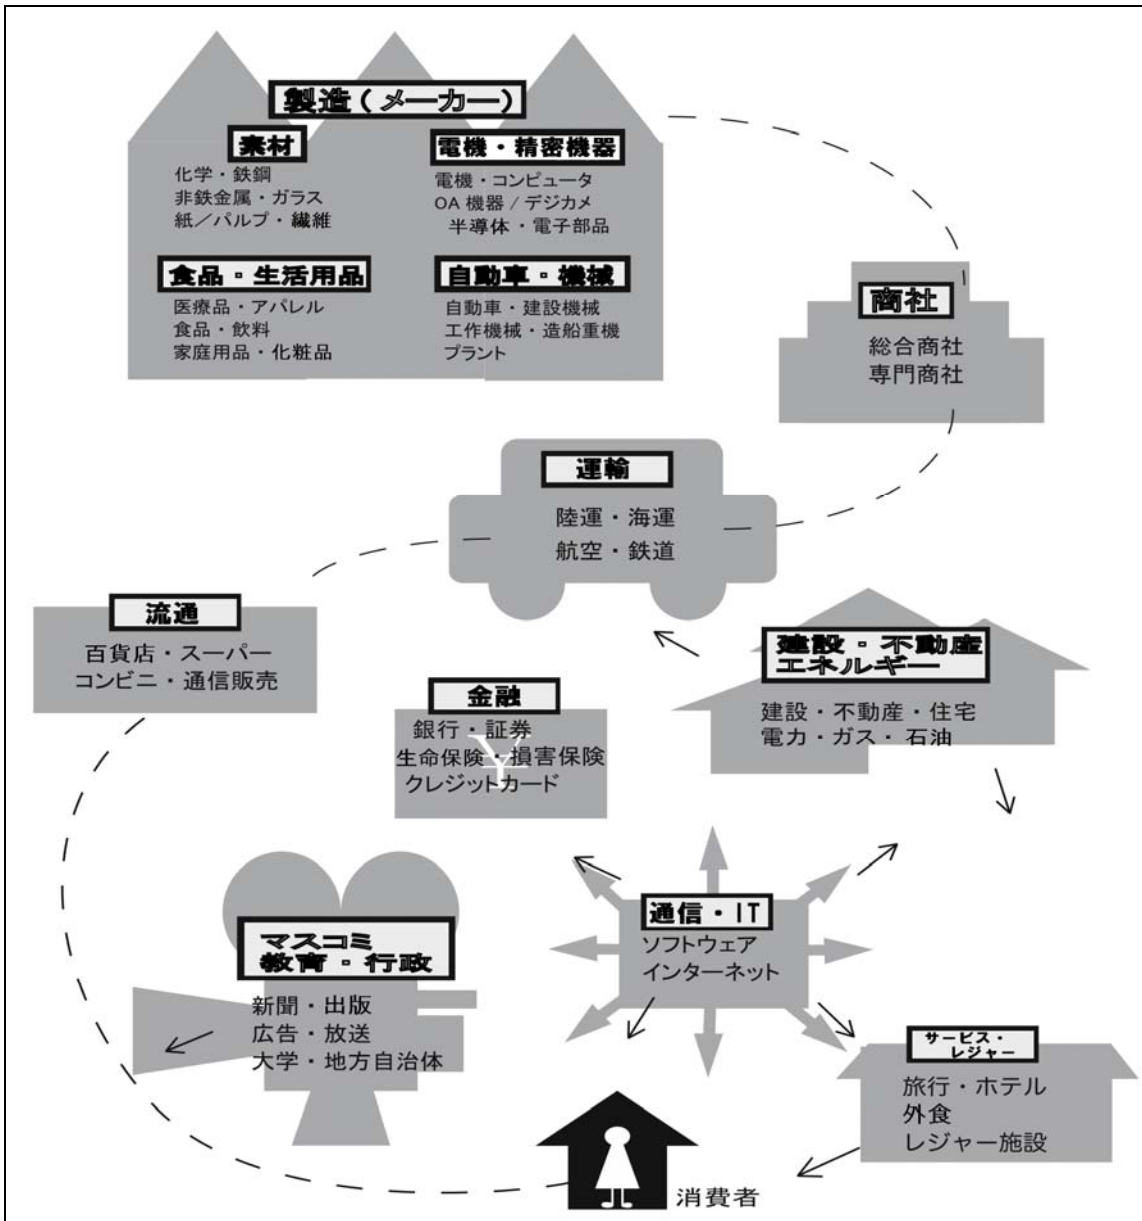 製造(メーカー)
素材
化学・鉄鋼
非鉄金属・ガラス
紙／パルプ・繊維
電機・精密機器
電機・コンピュータ
OA 機器 / デジカメ
半導体・電子部品
食品・生活用品
医療品・アパレル
食品・飲料
家庭用品・化粧品
自動車・機械
自動車・建設機械
工作機械・造船重機
プラント
商社
総合商社
専門商社
運輸
陸運・海運
航空・鉄道
流通
百貨店・スーパー
コンビニ・通信販売
建設・不動産
エネルギー
建設・不動産・住宅
電力・ガス・石油
金融
銀行・証券
生命保険・損害保険
クレジットカード
¥
通信・IT
ソフトウェア
インターネット
マスコミ
教育・行政
新聞・出版
広告・放送
大学・地方自治体
サービス・
レジャー
旅行・ホテル
外食
レジャー施設
消費者